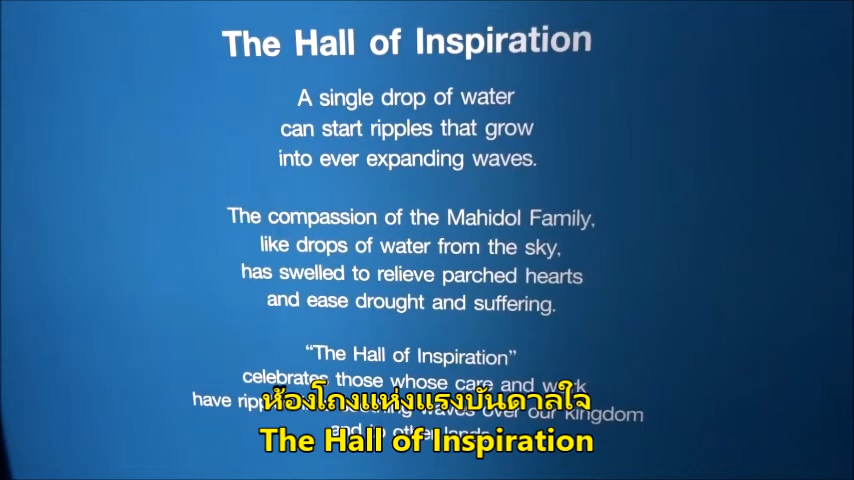 The Hall of Inspiration
A single drop of water
can start ripples that grow
into ever expanding waves.
The compassion of the Mahidol Family,
like drops of water from the sky,
has swelled to relieve parched hearts
and ease drought and suffering.
“The Hall of Inspiration”
celebrates those whose care and work
have waves over our kingdom
and to other lands
ห้องโถงแห่งแรงบันดาลใจ
The Hall of Inspiration